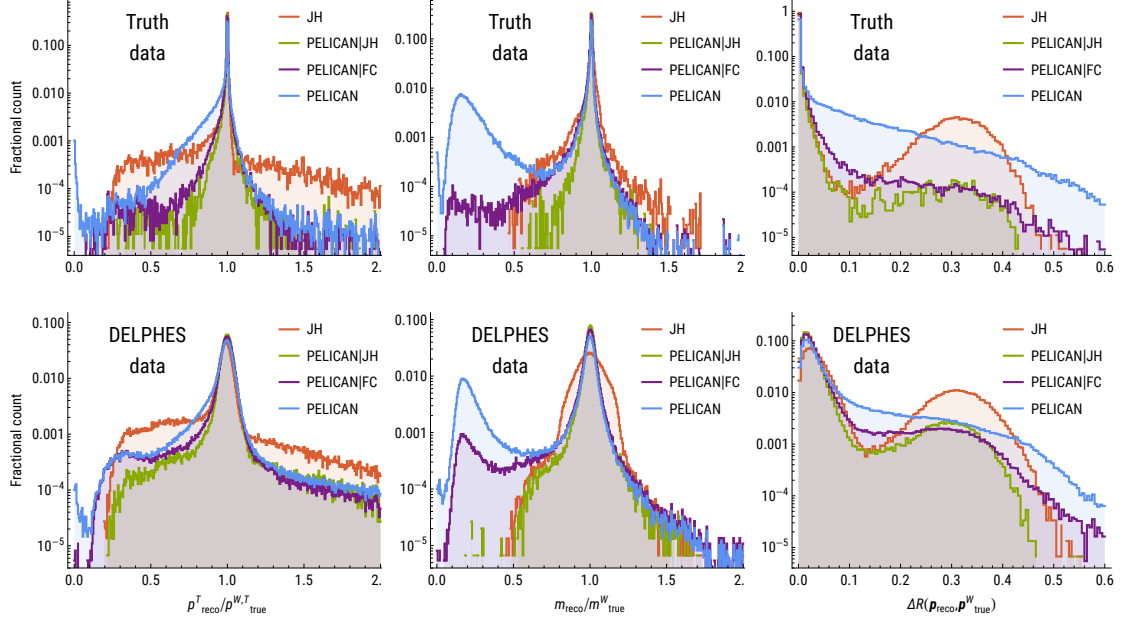 Truth
data
JH
PELICAN|JH
PELICAN|FC
PELICAN
Fractional count
0.100
0.010
0.001
10⁻⁴
10⁻⁵
0.0 0.5 1.0 1.5 2.
Truth
data
JH
PELICAN|JH
PELICAN|FC
PELICAN
0.100
0.010
0.001
10⁻⁴
10⁻⁵
0.0 0.5 1.0 1.5 2.
Truth
data
JH
PELICAN|JH
PELICAN|FC
PELICAN
1
0.100
0.010
0.001
10⁻⁴
10⁻⁵
0.0 0.1 0.2 0.3 0.4 0.5 0.6
DELPHES
data
JH
PELICAN|JH
PELICAN|FC
PELICAN
Fractional count
0.100
0.010
0.001
10⁻⁴
10⁻⁵
0.0 0.5 1.0 1.5 2.
p^T_reco/p^W,T_true
DELPHES
data
JH
PELICAN|JH
PELICAN|FC
PELICAN
0.100
0.010
0.001
10⁻⁴
10⁻⁵
0.0 0.5 1.0 1.5 2.
m_reco/m^W_true
DELPHES
data
JH
PELICAN|JH
PELICAN|FC
PELICAN
0.100
0.010
0.001
10⁻⁴
10⁻⁵
0.0 0.1 0.2 0.3 0.4 0.5 0.6
ΔR(p_reco,p^W_true)